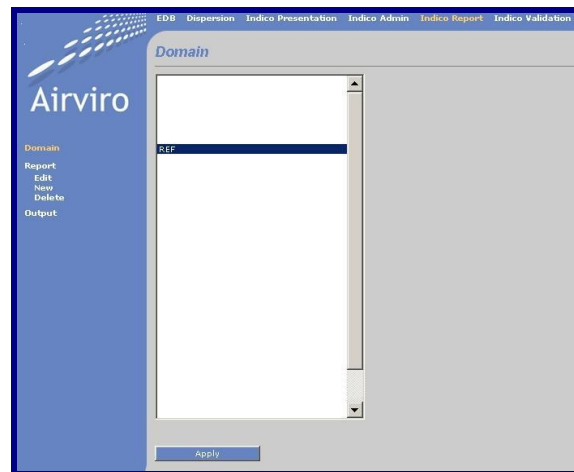 EDB Dispersion Indico Presentation Indico Admin Indico Report Indico Validation
Domain
Airviro
Domain
Report
Edit
New
Delete
Output
REF
Apply